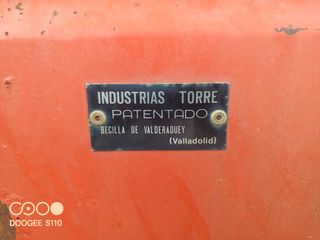 INDUSTRIAS TORRE
PATENTADO
BECILLA DE VALDERADUEY
(Valladolid)
DOOGEE S110